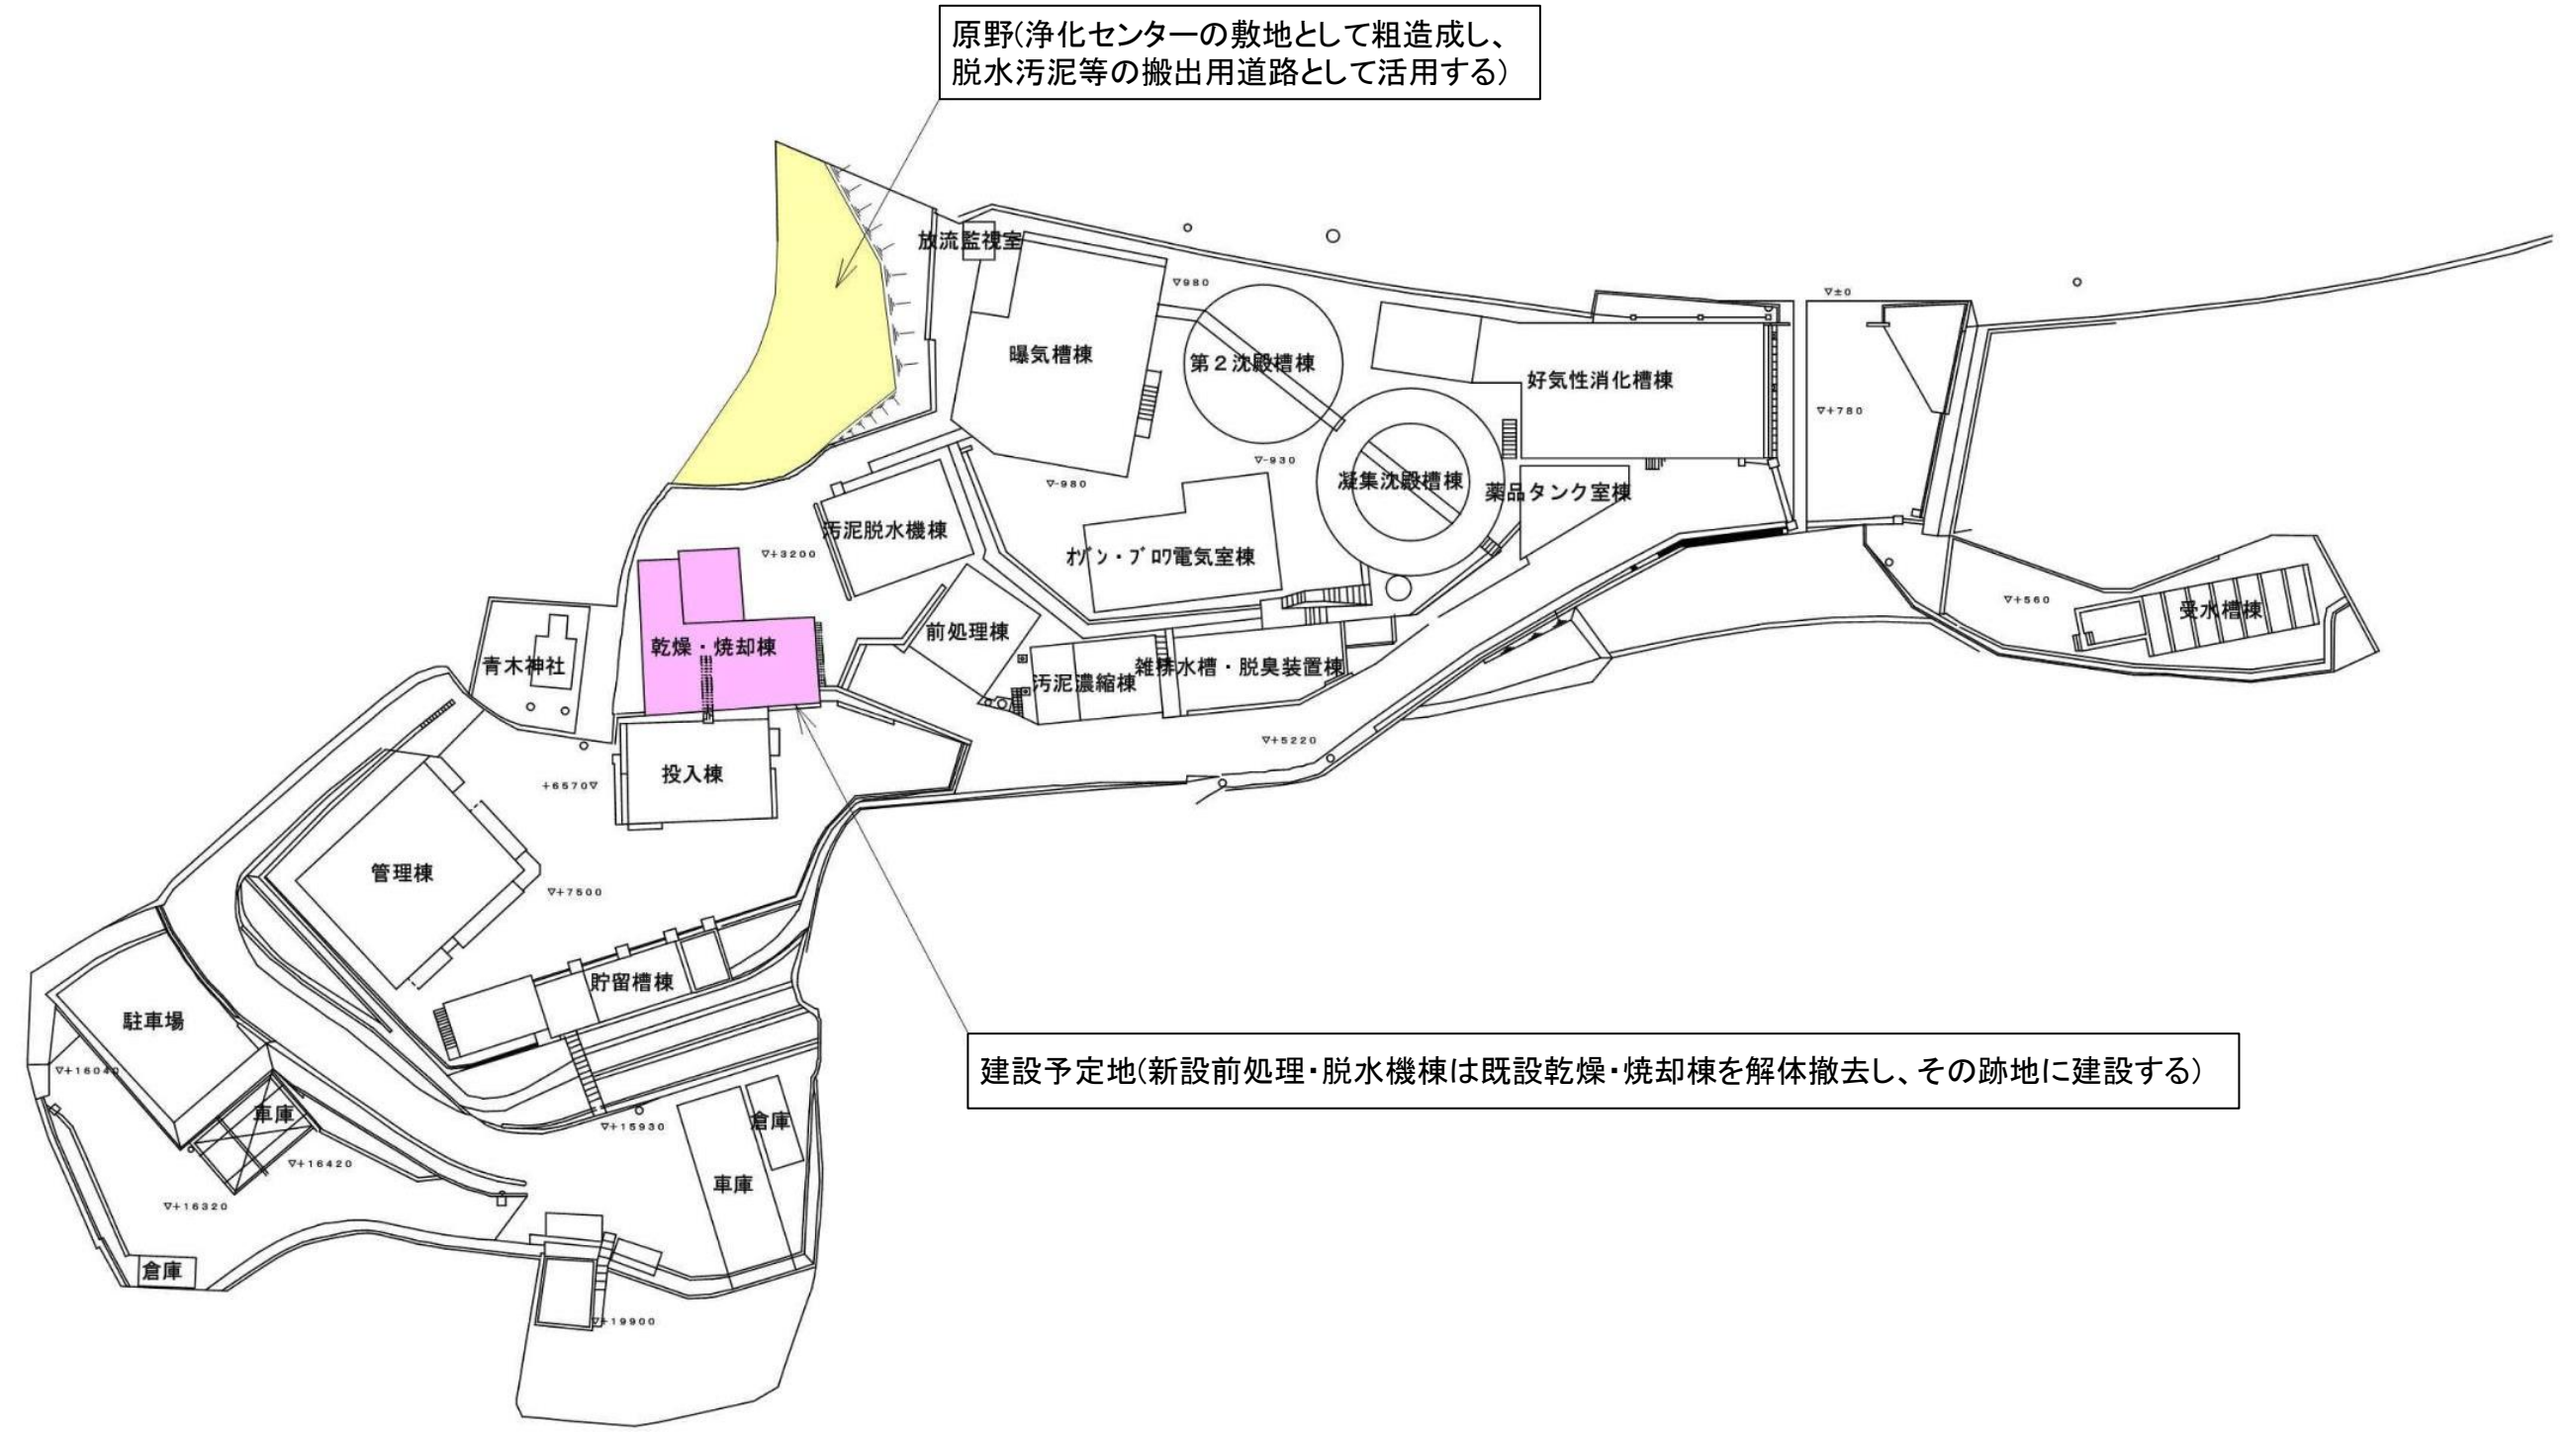 原野(浄化センターの敷地として粗造成し、
脱水汚泥等の搬出用道路として活用する)
放流監視室
▽980
▽±0
曝気槽棟
第2沈殿槽棟
好気性消化槽棟
▽+780
▽-930
▽-980
凝集沈殿槽棟
薬品タンク室棟
汚泥脱水機棟
▽+3200
オゾン・ブロワ電気室棟
▽+560
受水槽棟
前処理棟
乾燥・焼却棟
青木神社
汚泥濃縮棟
雑排水槽・脱臭装置棟
▽+5220
投入棟
+6570▽
管理棟
▽+7500
貯留槽棟
駐車場
▽+16040
建設予定地(新設前処理・脱水機棟は既設乾燥・焼却棟を解体撤去し、その跡地に建設する)
車庫
▽+15930
倉庫
▽+16420
車庫
▽+16320
倉庫
▽+19900